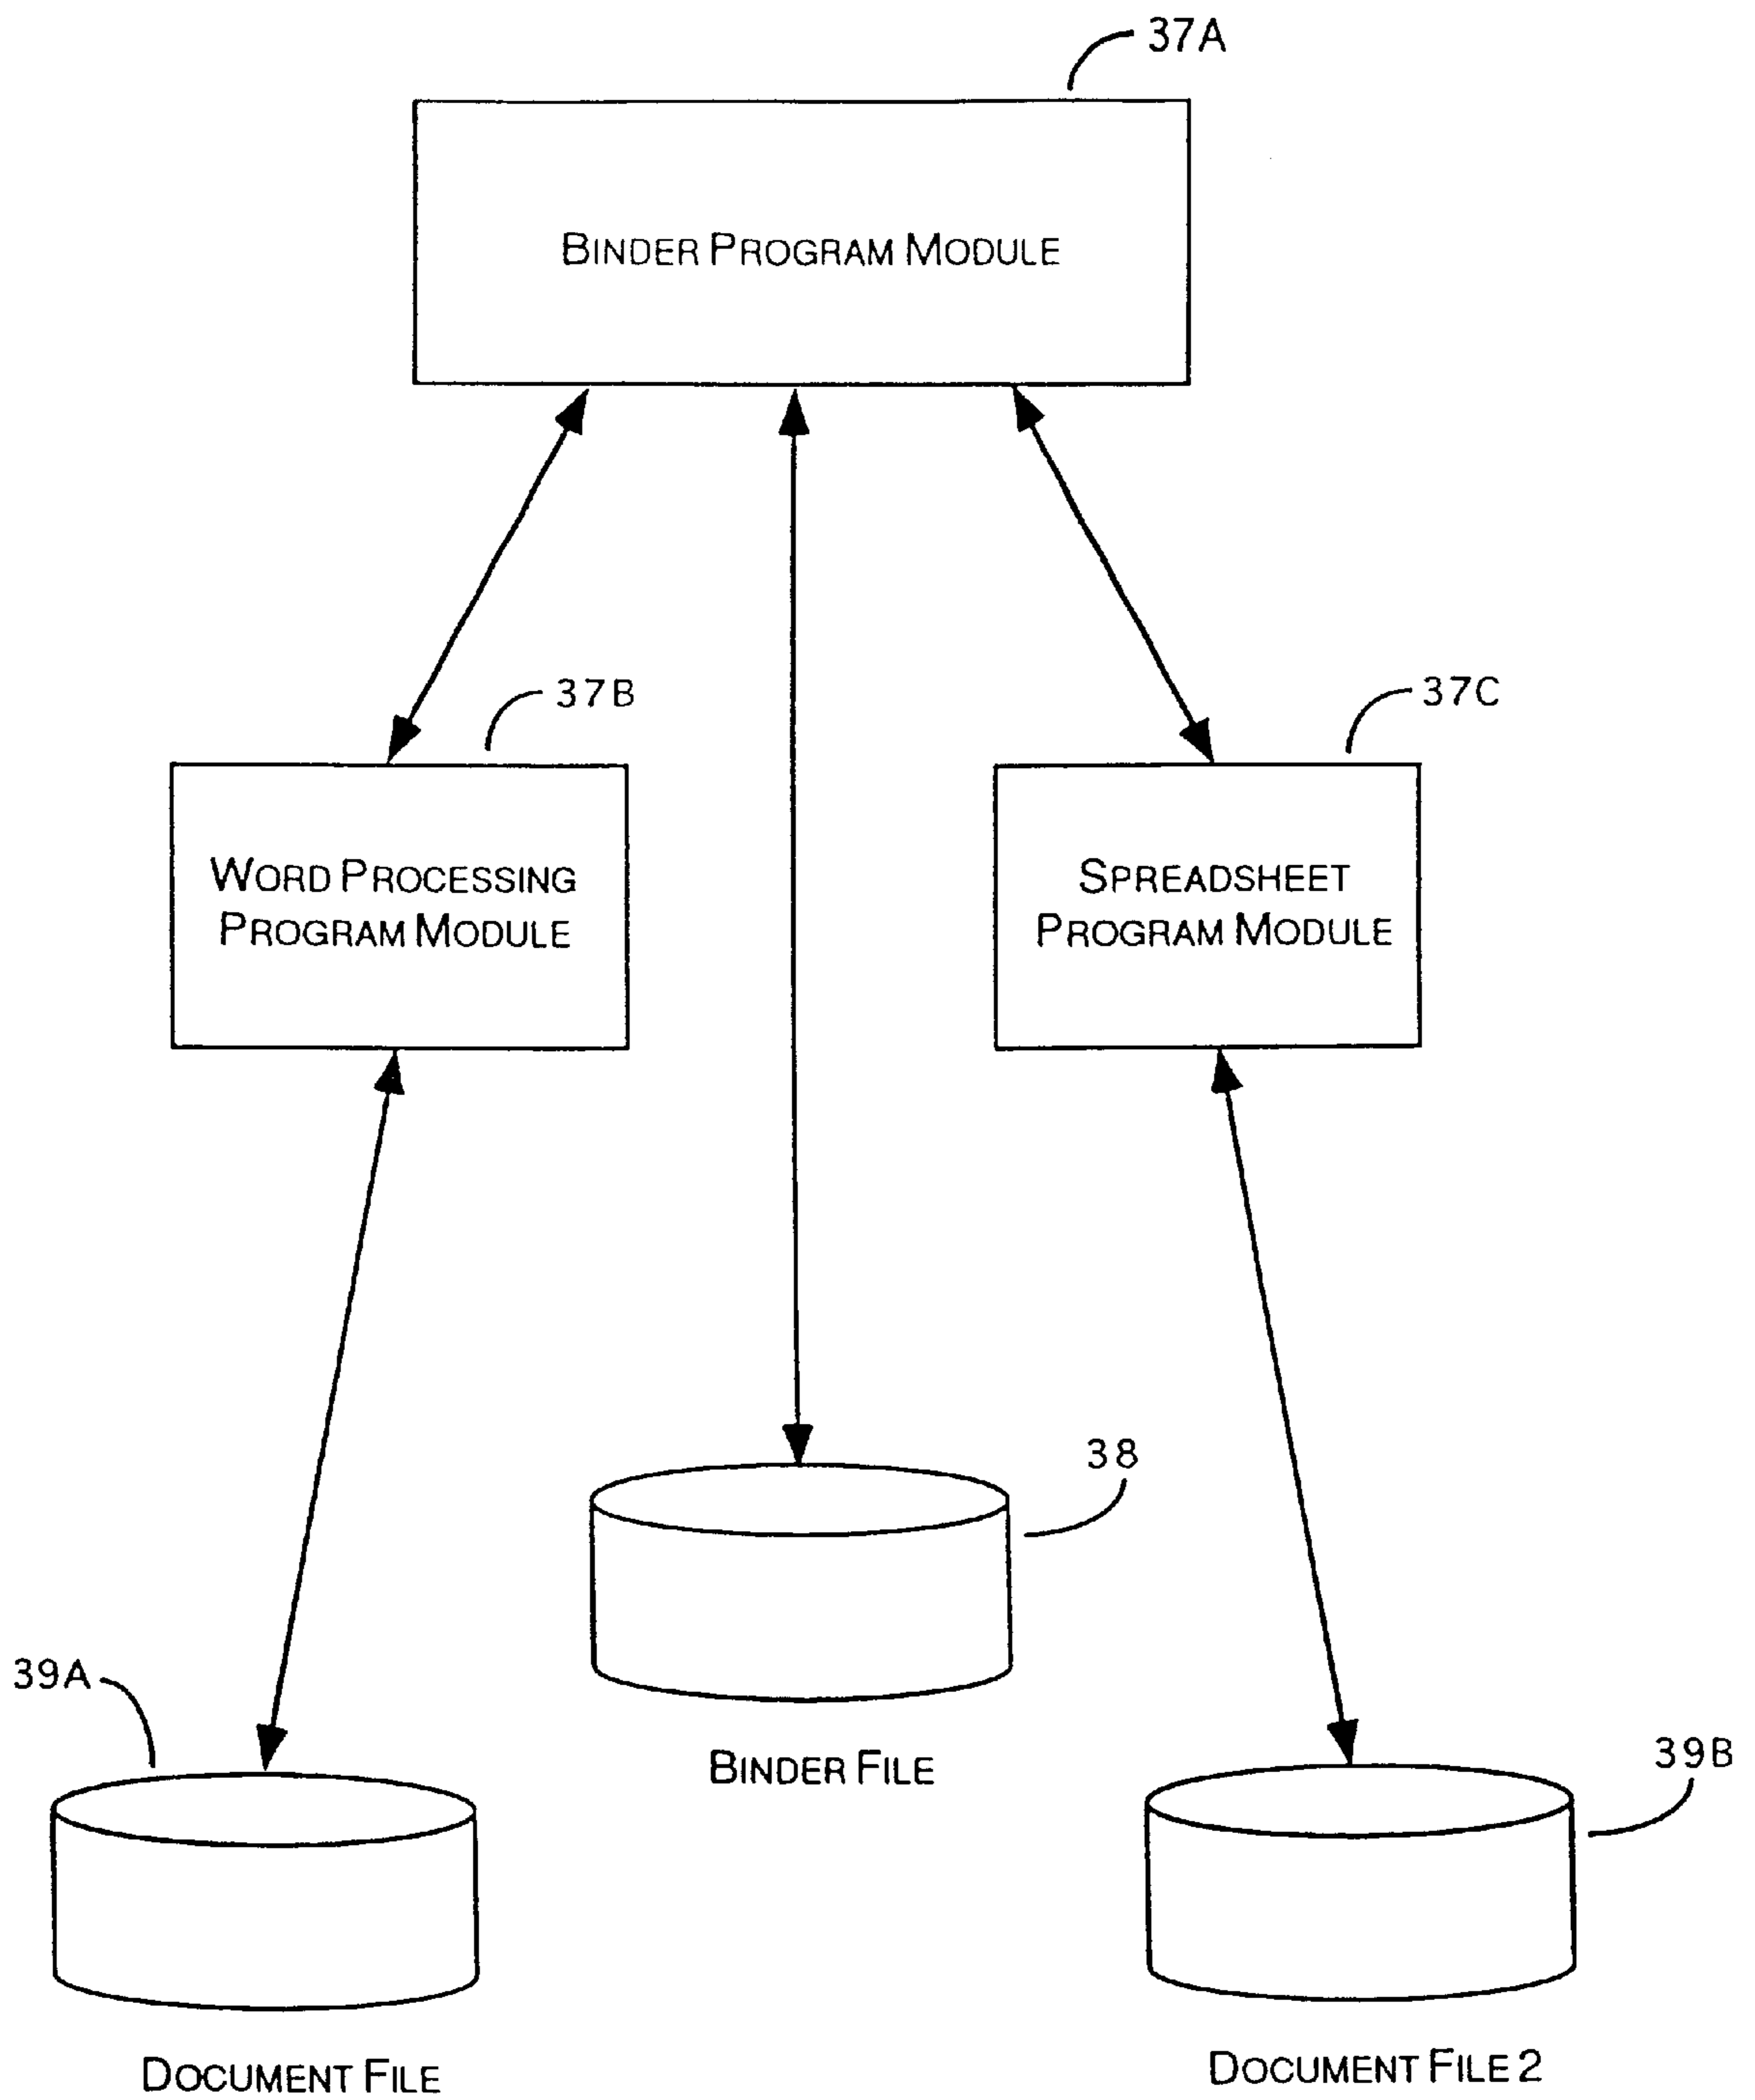 37A
BINDER PROGRAM MODULE
37B
37C
WORD PROCESSING
PROGRAM MODULE
SPREADSHEET
PROGRAM MODULE
38
39A
BINDER FILE
39B
DOCUMENT FILE
DOCUMENT FILE 2